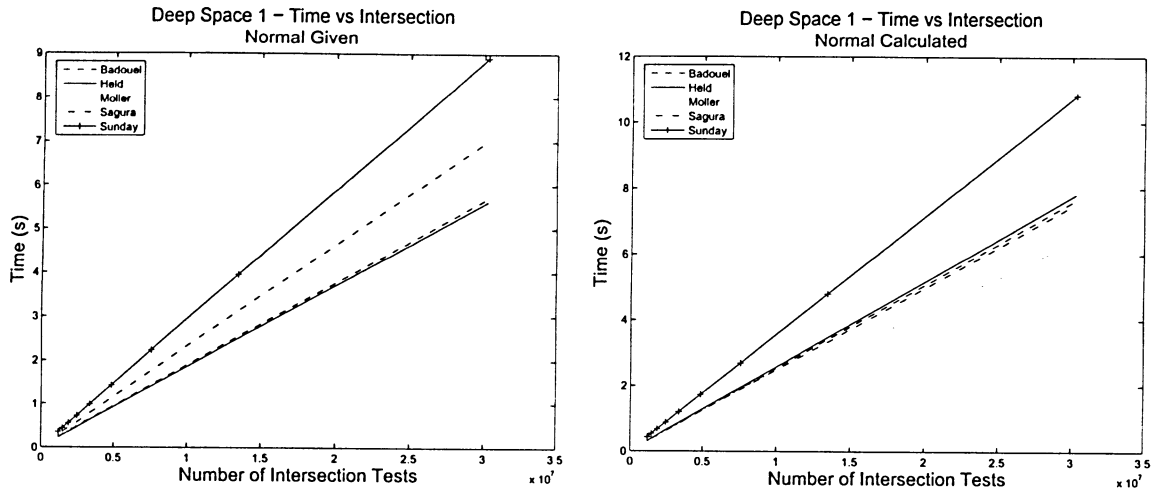 Deep Space 1 – Time vs Intersection
Normal Given
Badouel
Held
Moller
Sagura
Sunday
9
8
7
6
5
4
3
2
1
0
Time (s)
0 0.5 1 1.5 2 2.5 3 3.5
x 10^7
Number of Intersection Tests
Deep Space 1 – Time vs Intersection
Normal Calculated
Badouel
Held
Moller
Sagura
Sunday
12
10
8
6
4
2
0
Time (s)
0 0.5 1 1.5 2 2.5 3 3.5
x 10^7
Number of Intersection Tests